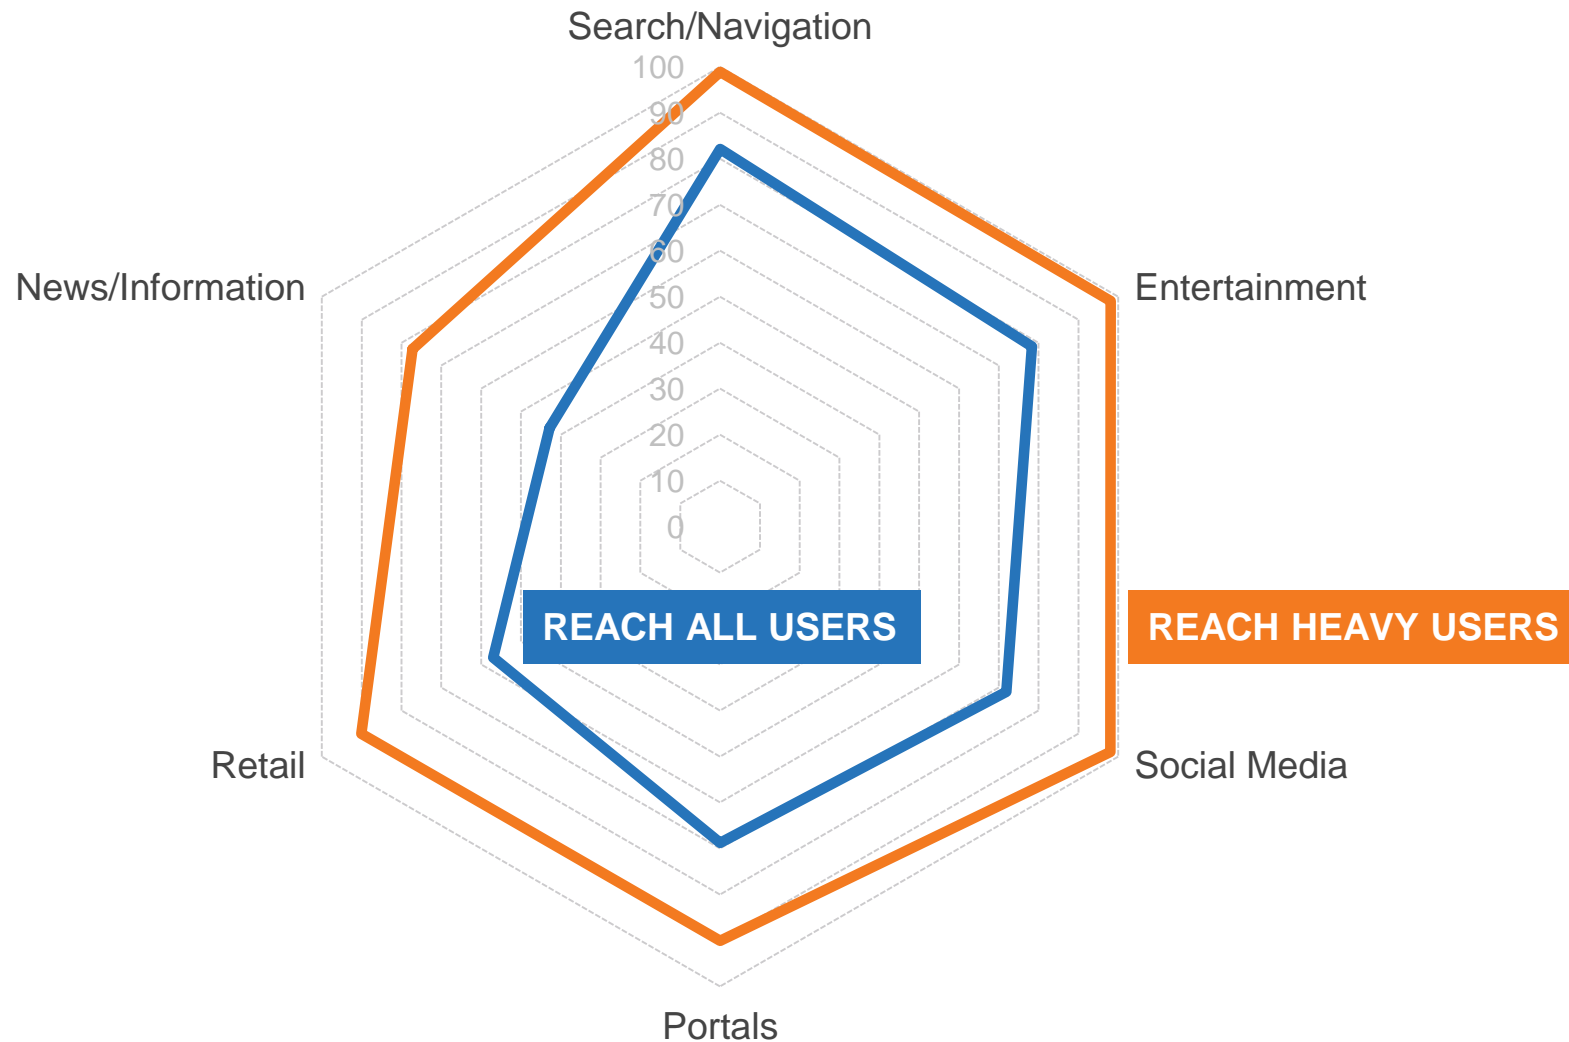 Search/Navigation
100
90
80
70
60
50
40
30
20
10
0
News/Information
Entertainment
REACH ALL USERS
REACH HEAVY USERS
Retail
Social Media
Portals